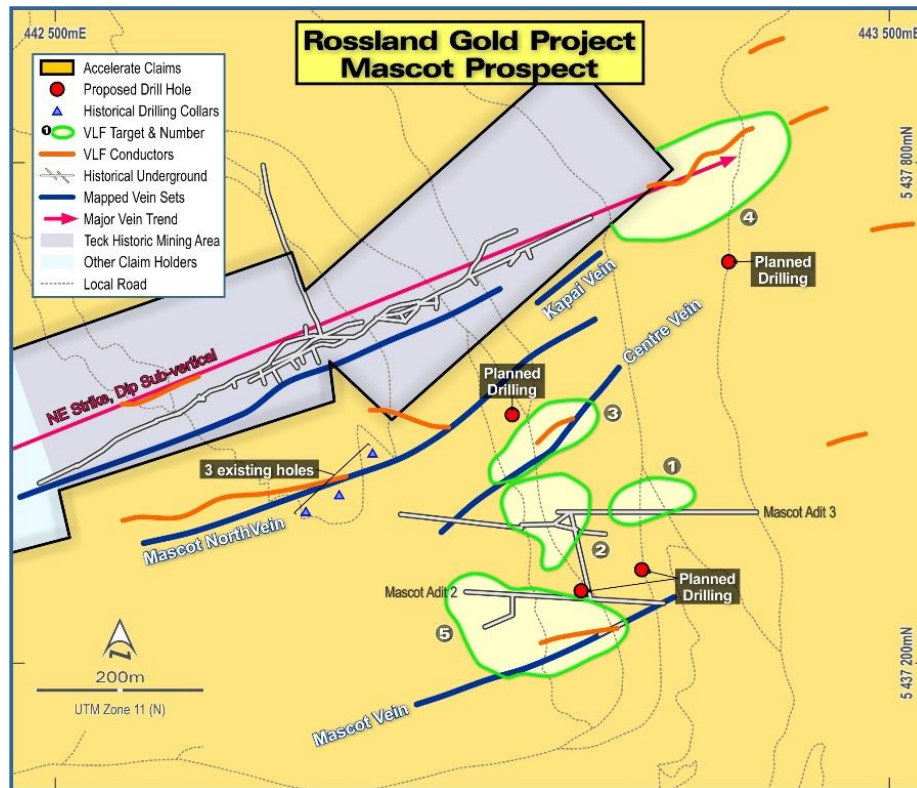 442 500mE
443 500mE
Rossland Gold Project
Mascot Prospect
Accelerate Claims
Proposed Drill Hole
Historical Drilling Collars
1 VLF Target & Number
VLF Conductors
Historical Underground
Mapped Vein Sets
Major Vein Trend
Teck Historic Mining Area
Other Claim Holders
Local Road
5 437 800mN
4
Planned
Drilling
Kapai Vein
Centre Vein
NE Strike, Dip Sub-vertical
Planned
Drilling
3
3 existing holes
1
Mascot NorthVein
Mascot Adit 3
2
Mascot Adit 2
Planned
Drilling
5
200m
UTM Zone 11 (N)
Mascot Vein
5 437 200mN